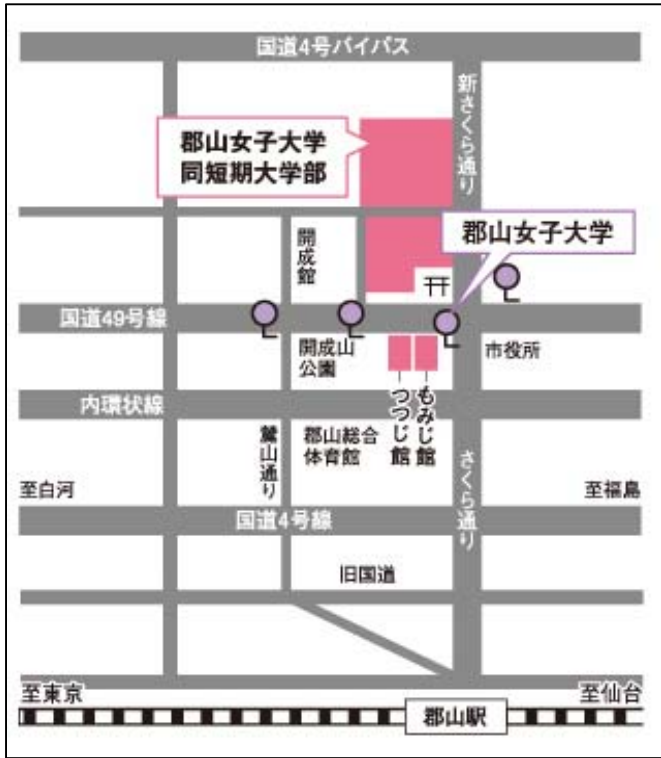 国道4号バイパス
新さくら通り
郡山女子大学
同短期大学部
開成館
郡山女子大学
国道49号線
開成山
公園
市役所
内環状線
つつじ館
もみじ館
鷲山通り
郡山総合
体育館
さくら通り
至白河
至福島
国道4号線
旧国道
至東京
至仙台
郡山駅